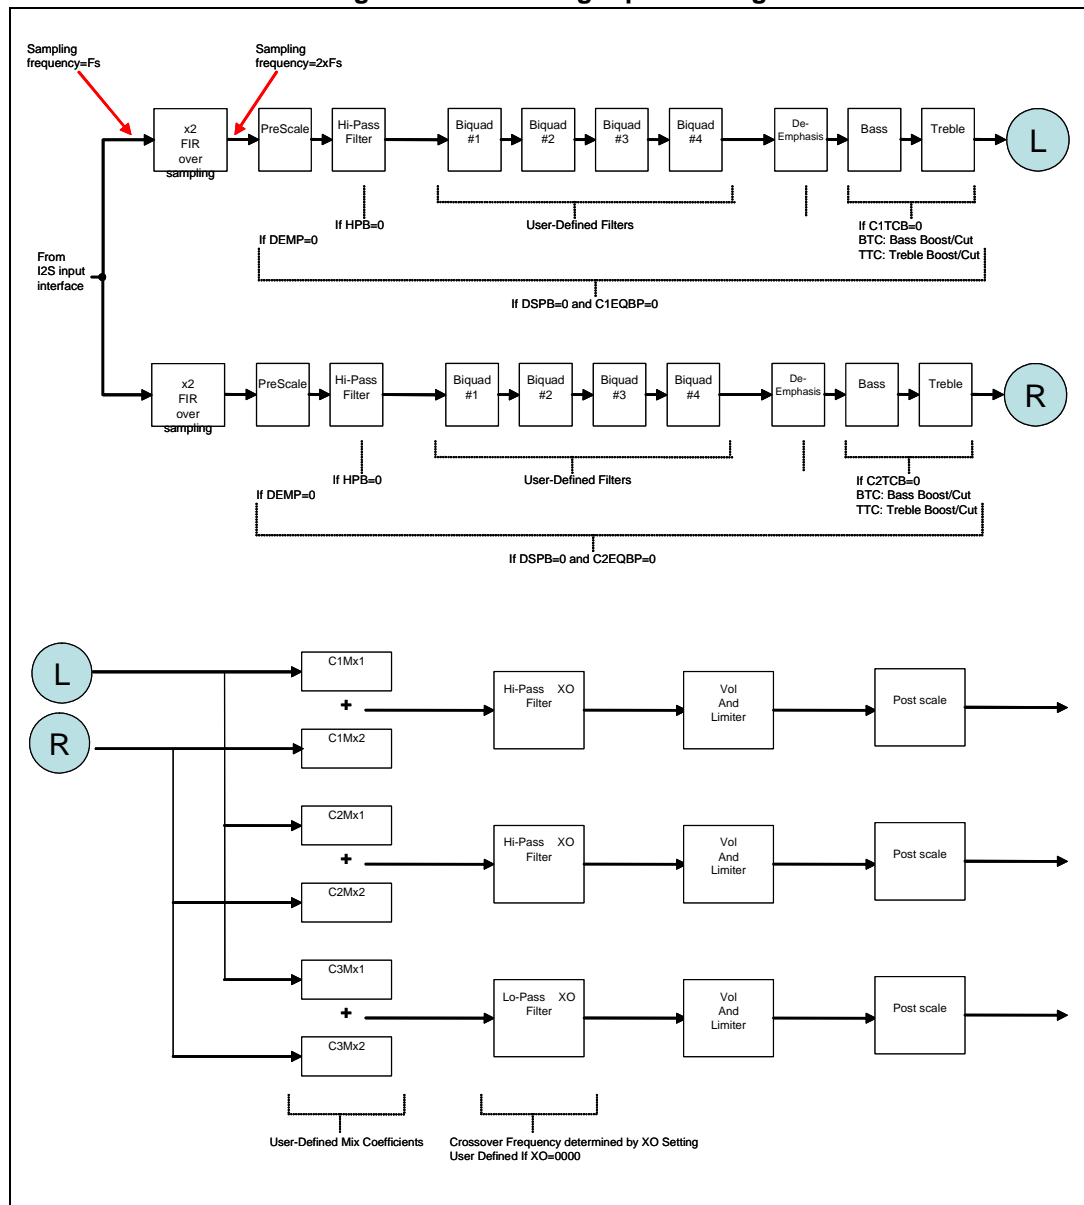 Sampling
frequency=Fs
Sampling
frequency=2xFs
x2
FIR
over
sampling
PreScale
Hi-Pass
Filter
Biquad
#1
Biquad
#2
Biquad
#3
Biquad
#4
De-
Emphasis
Bass
Treble
L
If HPB=0
User-Defined Filters
If C1TCB=0
BTC: Bass Boost/Cut
TTC: Treble Boost/Cut
If DEMP=0
From
I2S input
interface
If DSPB=0 and C1EQBP=0
x2
FIR
over
sampling
PreScale
Hi-Pass
Filter
Biquad
#1
Biquad
#2
Biquad
#3
Biquad
#4
De-
Emphasis
Bass
Treble
R
If HPB=0
User-Defined Filters
If C2TCB=0
BTC: Bass Boost/Cut
TTC: Treble Boost/Cut
If DEMP=0
If DSPB=0 and C2EQBP=0
L
R
C1Mx1
+
C1Mx2
Hi-Pass XO
Filter
Vol
And
Limiter
Post scale
C2Mx1
+
C2Mx2
Hi-Pass XO
Filter
Vol
And
Limiter
Post scale
C3Mx1
+
C3Mx2
Lo-Pass XO
Filter
Vol
And
Limiter
Post scale
User-Defined Mix Coefficients
Crossover Frequency determined by XO Setting
User Defined If XO=0000